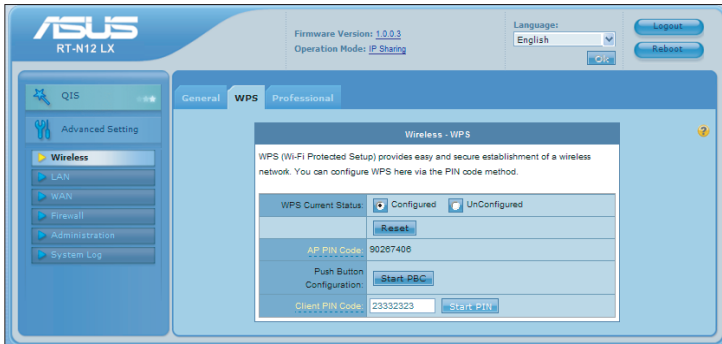 ASUS
RT-N12 LX
Firmware Version: 1.0.0.3
Operation Mode: IP Sharing
Language:
English
OK
Logout
Reboot
QIS
Advanced Setting
Wireless
LAN
WAN
Firewall
Administration
System Log
General WPS Professional
Wireless - WPS
WPS (Wi-Fi Protected Setup) provides easy and secure establishment of a wireless
network. You can configure WPS here via the PIN code method.
WPS Current Status: Configured UnConfigured
Reset
AP PIN Code: 90267406
Push Button
Configuration: Start PBC
Client PIN Code: 23332323 Start PIN
?